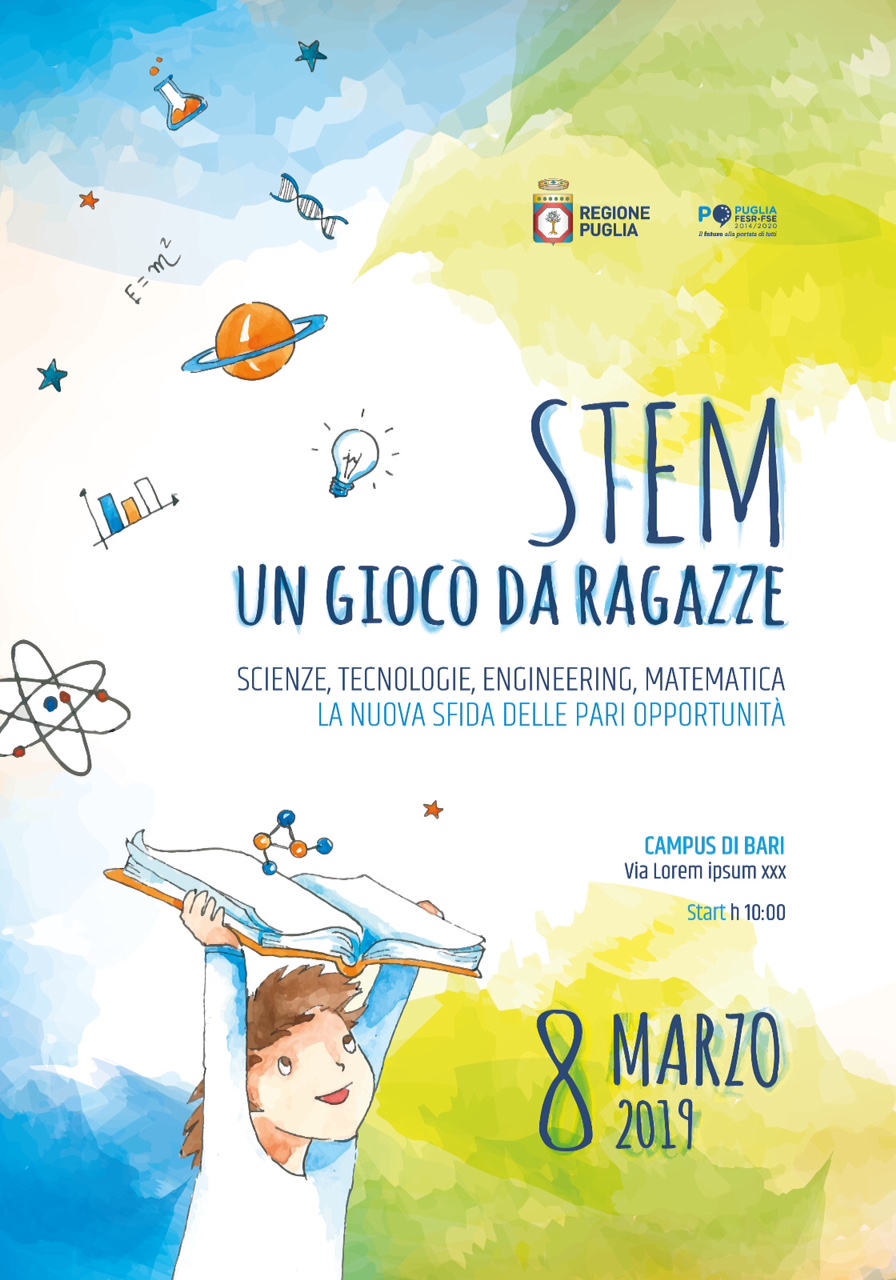 REGIONE
PUGLIA
PO PUGLIA
FESR•FSE
2014/2020
Il futuro alla portata di tutti
E = m²
STEM
UN GIOCO DA RAGAZZE
SCIENZE, TECNOLOGIE, ENGINEERING, MATEMATICA
LA NUOVA SFIDA DELLE PARI OPPORTUNITÀ
CAMPUS DI BARI
Via Lorem ipsum xxx
Start h 10:00
8 MARZO
2019